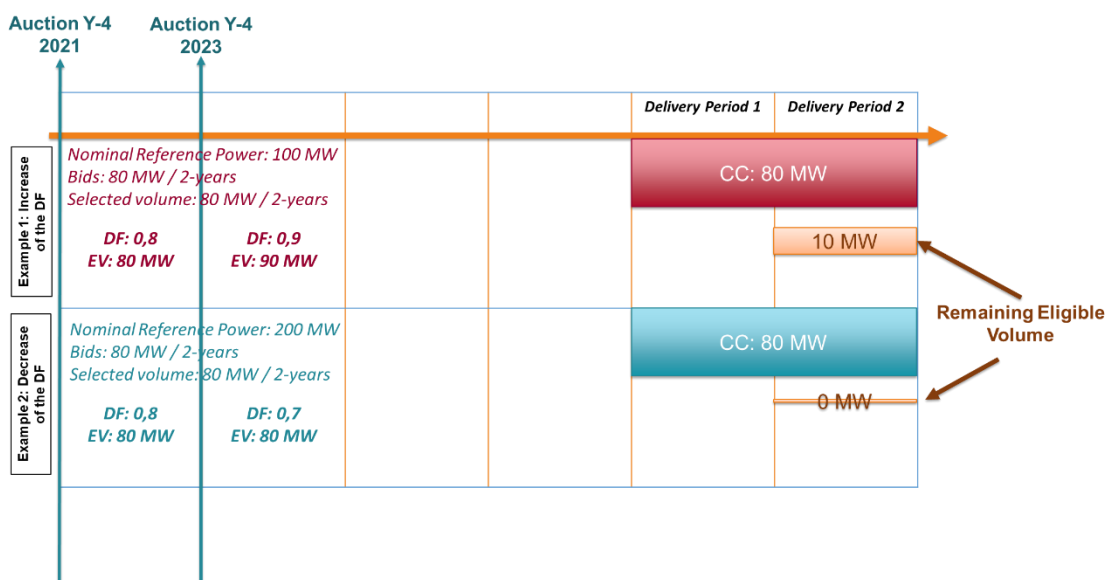 Auction Y-4
2021
Auction Y-4
2023
Delivery Period 1
Delivery Period 2
Example 1: Increase
of the DF
Nominal Reference Power: 100 MW
Bids: 80 MW / 2-years
Selected volume: 80 MW / 2-years
DF: 0,8
EV: 80 MW
DF: 0,9
EV: 90 MW
CC: 80 MW
10 MW
Remaining Eligible
Volume
Example 2: Decrease
of the DF
Nominal Reference Power: 200 MW
Bids: 80 MW / 2-years
Selected volume: 80 MW / 2-years
DF: 0,8
EV: 80 MW
DF: 0,7
EV: 80 MW
CC: 80 MW
0 MW